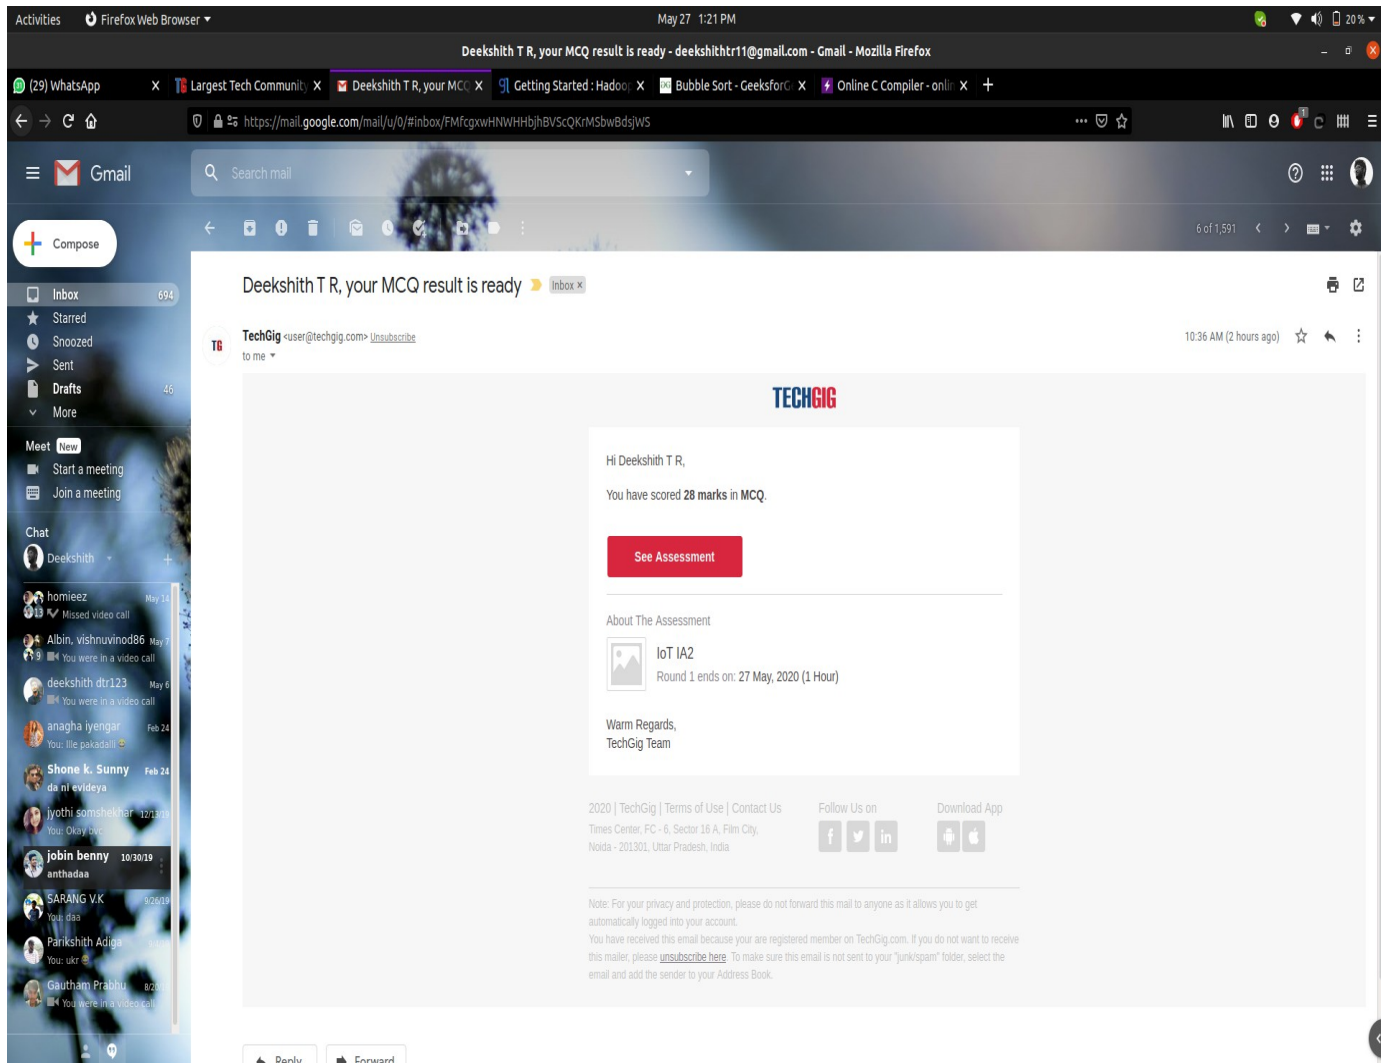 Activities Firefox Web Browser May 27 1:21 PM 20%
Deekshith T R, your MCQ result is ready - deekshithtr11@gmail.com - Gmail - Mozilla Firefox
(29) WhatsApp Largest Tech Community Deekshith T R, your MCQ Getting Started : Hadoop Bubble Sort - GeeksforG Online C Compiler - onlin
https://mail.google.com/mail/u/0/#inbox/FMfcgxwHNWHHbjhBVScQKrMSbwBdsjWS
Gmail
Search mail
Compose
6 of 1,591
Inbox 694
Starred
Snoozed
Sent
Drafts 46
More
Meet New
Start a meeting
Join a meeting
Chat
Deekshith
homieez May 14
13 Missed video call
Albin, vishnuvinod86 May 7
9 You were in a video call
deekshith dtr123 May 6
You were in a video call
anagha iyengar Feb 24
You: Ille pakadalli
Shone k. Sunny Feb 24
da ni evideya
jyothi somshekhar 12/13/19
You: Okay bvc
jobin benny 10/30/19
anthadaa
SARANG V.K 9/26/19
You: daa
Parikshith Adiga
You: ukr
Gautham Prabhu
You were in a video call
Deekshith T R, your MCQ result is ready Inbox x
TG
TechGig <user@techgig.com> Unsubscribe
10:36 AM (2 hours ago)
to me
TECHGIG
Hi Deekshith T R,
You have scored 28 marks in MCQ.
See Assessment
About The Assessment
IoT IA2
Round 1 ends on: 27 May, 2020 (1 Hour)
Warm Regards,
TechGig Team
2020 | TechGig | Terms of Use | Contact Us
Times Center, FC - 6, Sector 16 A, Film City,
Noida - 201301, Uttar Pradesh, India
Follow Us on
Download App
Note: For your privacy and protection, please do not forward this mail to anyone as it allows you to get
automatically logged into your account.
You have received this email because your are registered member on TechGig.com. If you do not want to receive
this mailer, please unsubscribe here. To make sure this email is not sent to your "junk/spam" folder, select the
email and add the sender to your Address Book.
Reply Forward